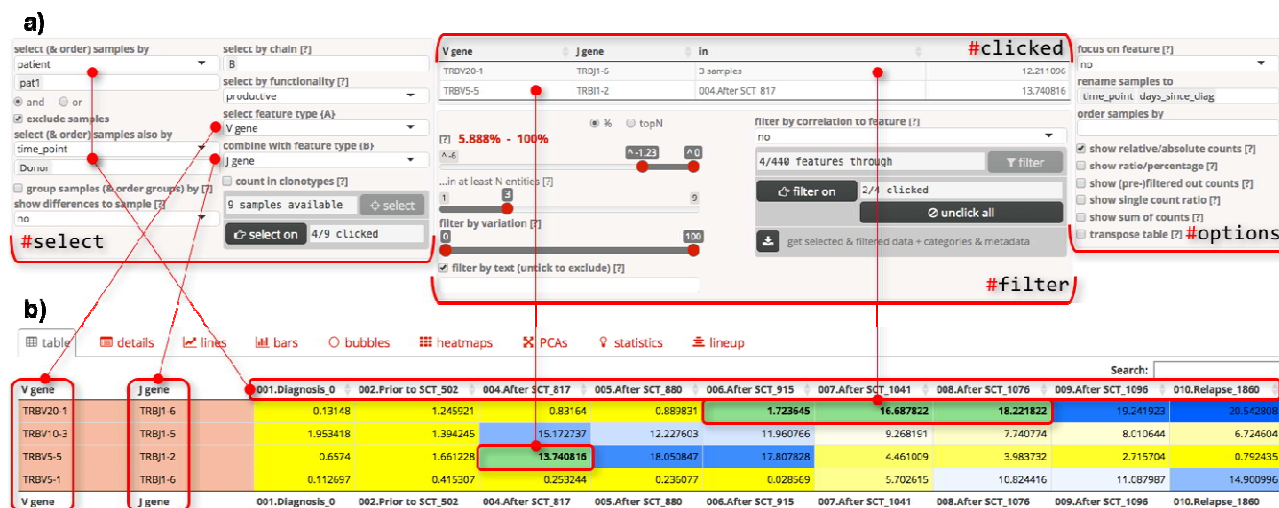 a)
select (& order) samples by
patient
pat1
and or
exclude samples
select (& order) samples also by
time_point
Donor
group samples (& order groups) by [?]
show differences to sample [?]
no
#select
select by chain [?]
B
select by functionality [?]
productive
select feature type {A}
V gene
combine with feature type {B}
J gene
count in clonotypes [?]
9 samples available select
select on 4/9 clicked
V gene J gene in #clicked
TRBV20-1 TRBJ1-6 3 samples 12.211096
TRBV5-5 TRBJ1-2 004.After SCT_817 13.740816
% topN
[?] 5.888% - 100%
^-6 ^-1.23 ^0
...in at least N entities [?]
1 3 9
filter by variation [?]
0 100
filter by text (untick to exclude) [?]
filter by correlation to feature [?]
no
4/440 features through filter
filter on 2/4 clicked
unclick all
get selected & filtered data + categories & metadata
#filter
focus on feature [?]
no
rename samples to
time_point days_since_diag
order samples by
show relative/absolute counts [?]
show ratio/percentage [?]
show (pre-)filtered out counts [?]
show single count ratio [?]
show sum of counts [?]
transpose table [?] #options
b)
table details lines bars bubbles heatmaps PCAs statistics lineup
Search:
V gene J gene 001.Diagnosis_0 002.Prior to SCT_502 004.After SCT_817 005.After SCT_880 006.After SCT_915 007.After SCT_1041 008.After SCT_1076 009.After SCT_1096 010.Relapse_1860
TRBV20-1 TRBJ1-6 0.13148 1.245921 0.83164 0.889831 1.723645 16.687822 18.221822 19.241923 20.542808
TRBV10-3 TRBJ1-5 1.953418 1.394245 15.172737 12.227603 11.960766 9.268191 7.740774 8.010644 6.724604
TRBV5-5 TRBJ1-2 0.6574 1.661228 13.740816 18.050847 17.807828 4.461009 3.983732 2.715704 0.792435
TRBV5-1 TRBJ1-6 0.112697 0.415307 0.253244 0.236077 0.028569 5.702615 10.824416 11.087987 14.900996
V gene J gene 001.Diagnosis_0 002.Prior to SCT_502 004.After SCT_817 005.After SCT_880 006.After SCT_915 007.After SCT_1041 008.After SCT_1076 009.After SCT_1096 010.Relapse_1860